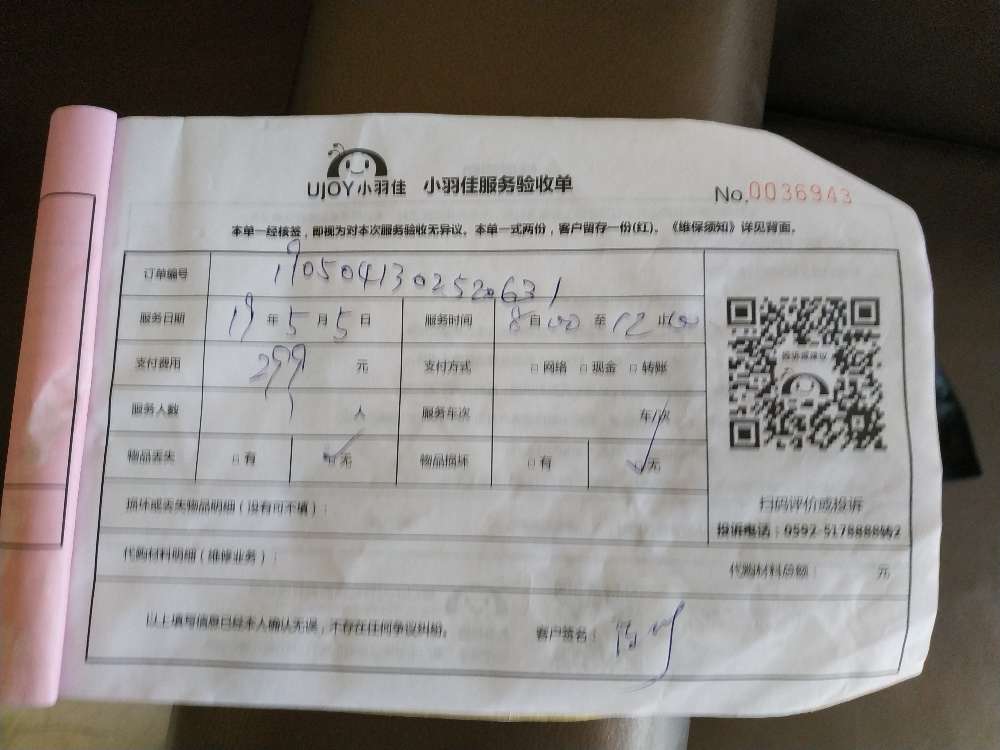 UJOY小羽佳 小羽佳服务验收单
No.0036943
本单一经核签，即视为对本次服务验收无异议。本单一式两份，客户留存一份(红)。《维保须知》详见背面。
订单编号 1905041302520631
服务日期 19年5月5日 服务时间 8:00 至 12:00
支付费用 299 元 支付方式 □网络 □现金 □转账
服务人数 1 人 服务车次 车/次
物品丢失 □有 ☑无 物品损坏 □有 ☑无
扫码评价或投诉
损坏或丢失物品明细（没有可不填）：
投诉电话：0592-5178888转2
代购材料明细（维修业务）：
代购材料总额： 元
以上填写信息已经本人确认无误，不存在任何争议纠纷。 客户签名：